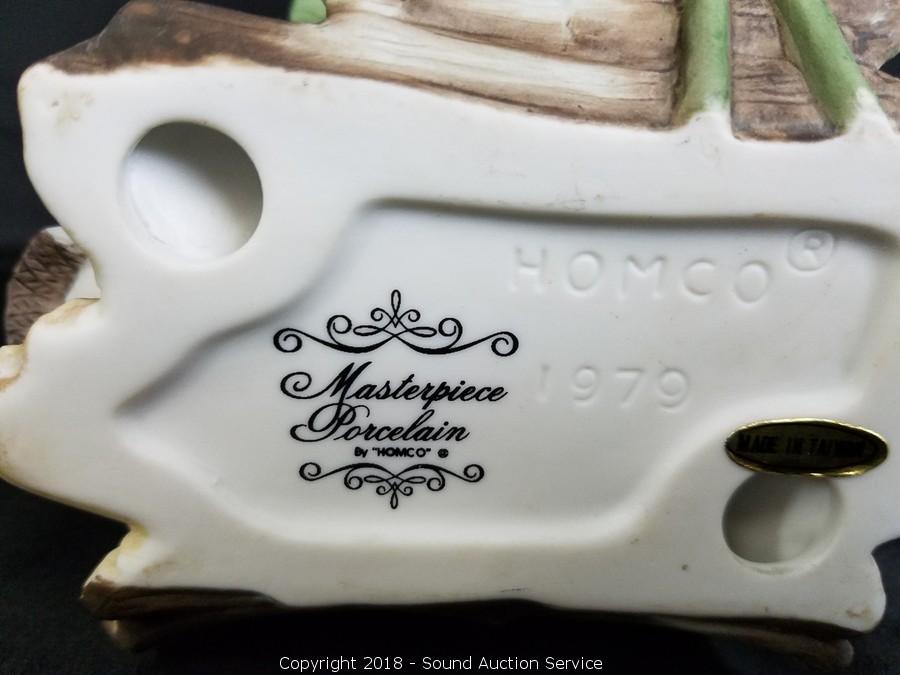 HOMCO ®
1979
Masterpiece
Porcelain
By "HOMCO" ®
MADE IN TAIWAN
Copyright 2018 - Sound Auction Service